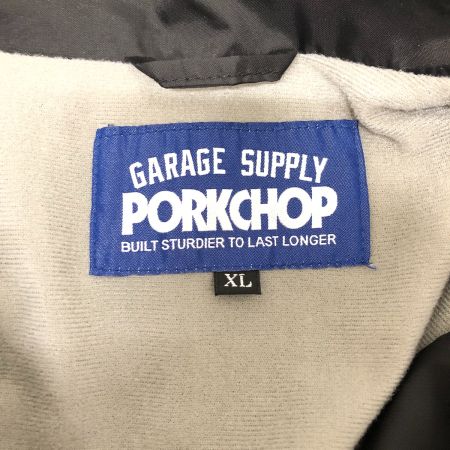 GARAGE SUPPLY
PORKCHOP
BUILT STURDIER TO LAST LONGER
XL